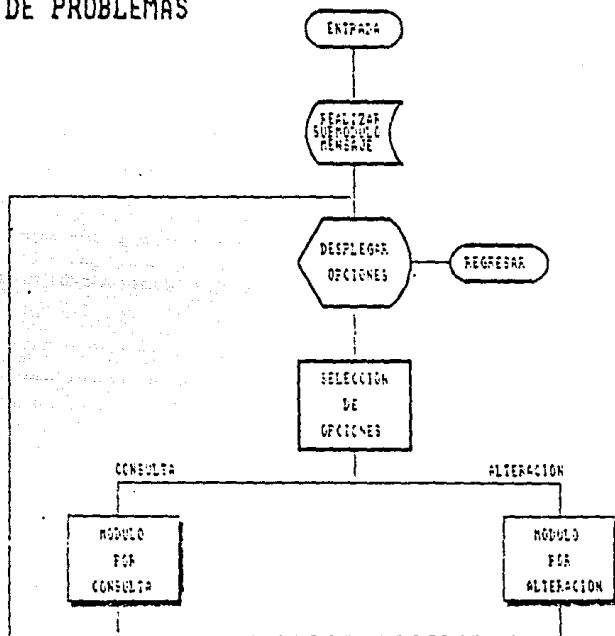 DE PROBLEMAS
ENTRADA
REALIZAR
SUBMODULO
MENSAJE
DESPLEGAR
OPCIONES
REGRESAR
SELECCION
DE
OPCIONES
CONSULTA
ALTERACION
MODULO
POR
CONSULTA
MODULO
POR
ALTERACION